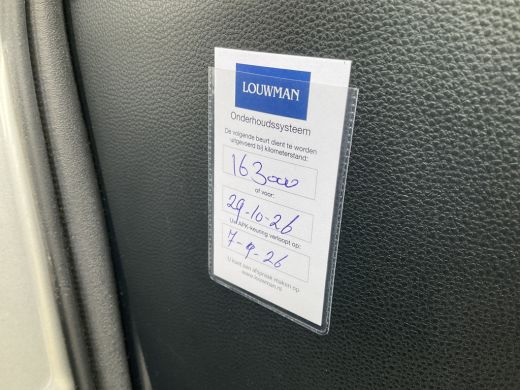 LOUWMAN
Onderhoudssysteem
De volgende beurt dient te worden
uitgevoerd bij kilometerstand:
163000
of voor:
29-10-26
Uw APK-keuring verloopt op:
7-9-26
U kunt een afspraak maken op
www.louwman.nl